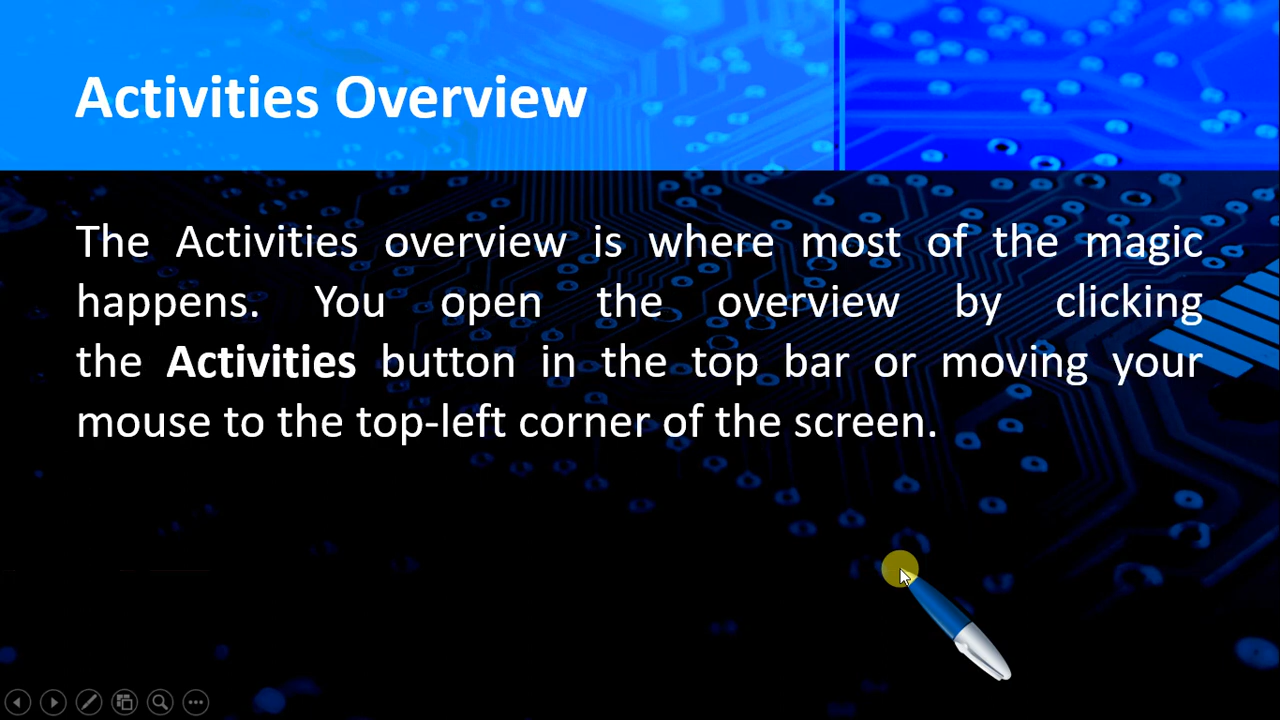 Activities Overview
The Activities overview is where most of the magic
happens. You open the overview by clicking
the Activities button in the top bar or moving your
mouse to the top-left corner of the screen.